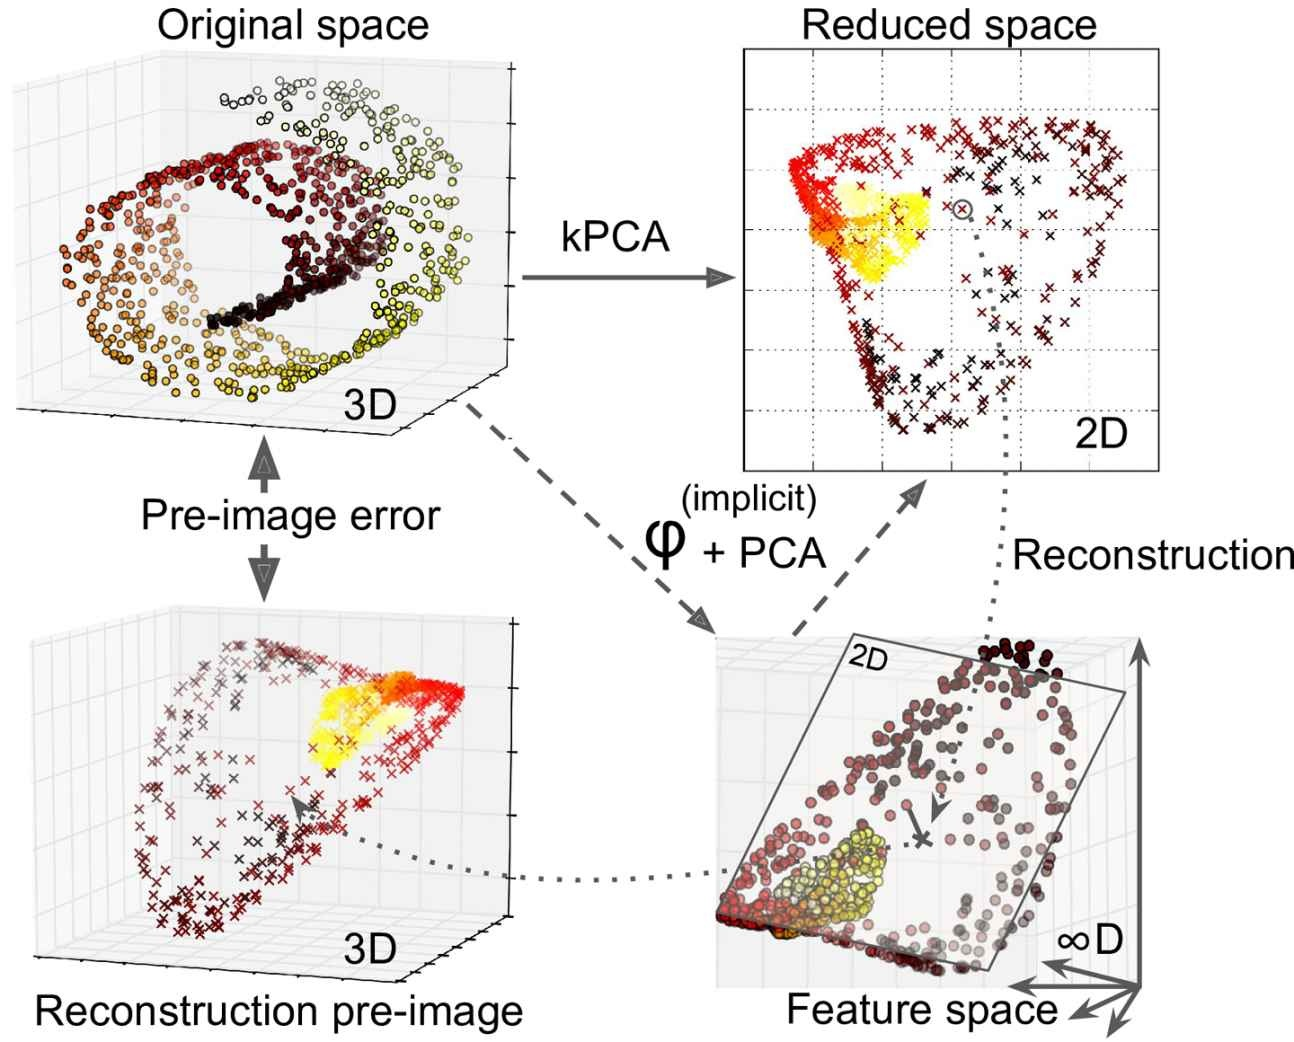 Original space
Reduced space
kPCA
3D
2D
Pre-image error
(implicit)
φ + PCA
Reconstruction
2D
3D
∞D
Reconstruction pre-image
Feature space